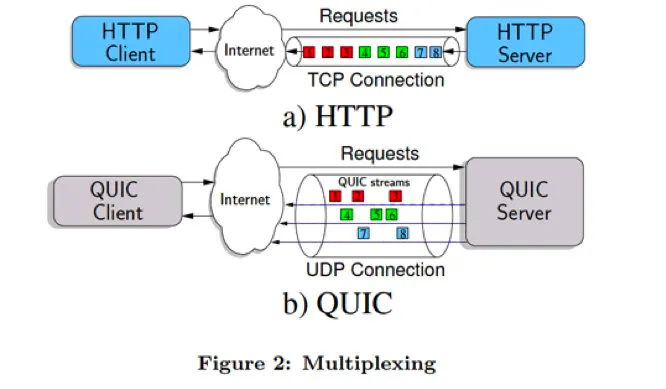 Requests
HTTP
Client
Internet
1 2 3 4 5 6 7 8
HTTP
Server
TCP Connection
a) HTTP
Requests
QUIC
Client
Internet
QUIC streams
1 2 3
4 5 6
7 8
QUIC
Server
UDP Connection
b) QUIC
Figure 2: Multiplexing